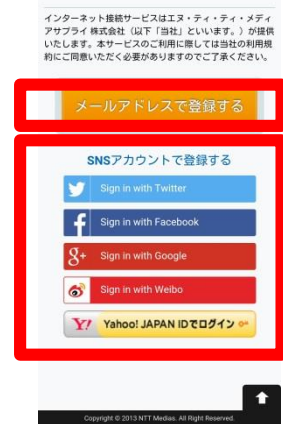 インターネット接続サービスはエヌ・ティ・ティ・メディ
アサプライ 株式会社（以下「当社」といいます。）が提供
いたします。本サービスのご利用に際しては当社の利用規
約にご同意いただく必要がありますのでご了承ください。
メールアドレスで登録する
SNSアカウントで登録する
Sign in with Twitter
Sign in with Facebook
Sign in with Google
Sign in with Weibo
Y! Yahoo! JAPAN IDでログイン
Copyright © 2013 NTT Medias. All Right Reserved.